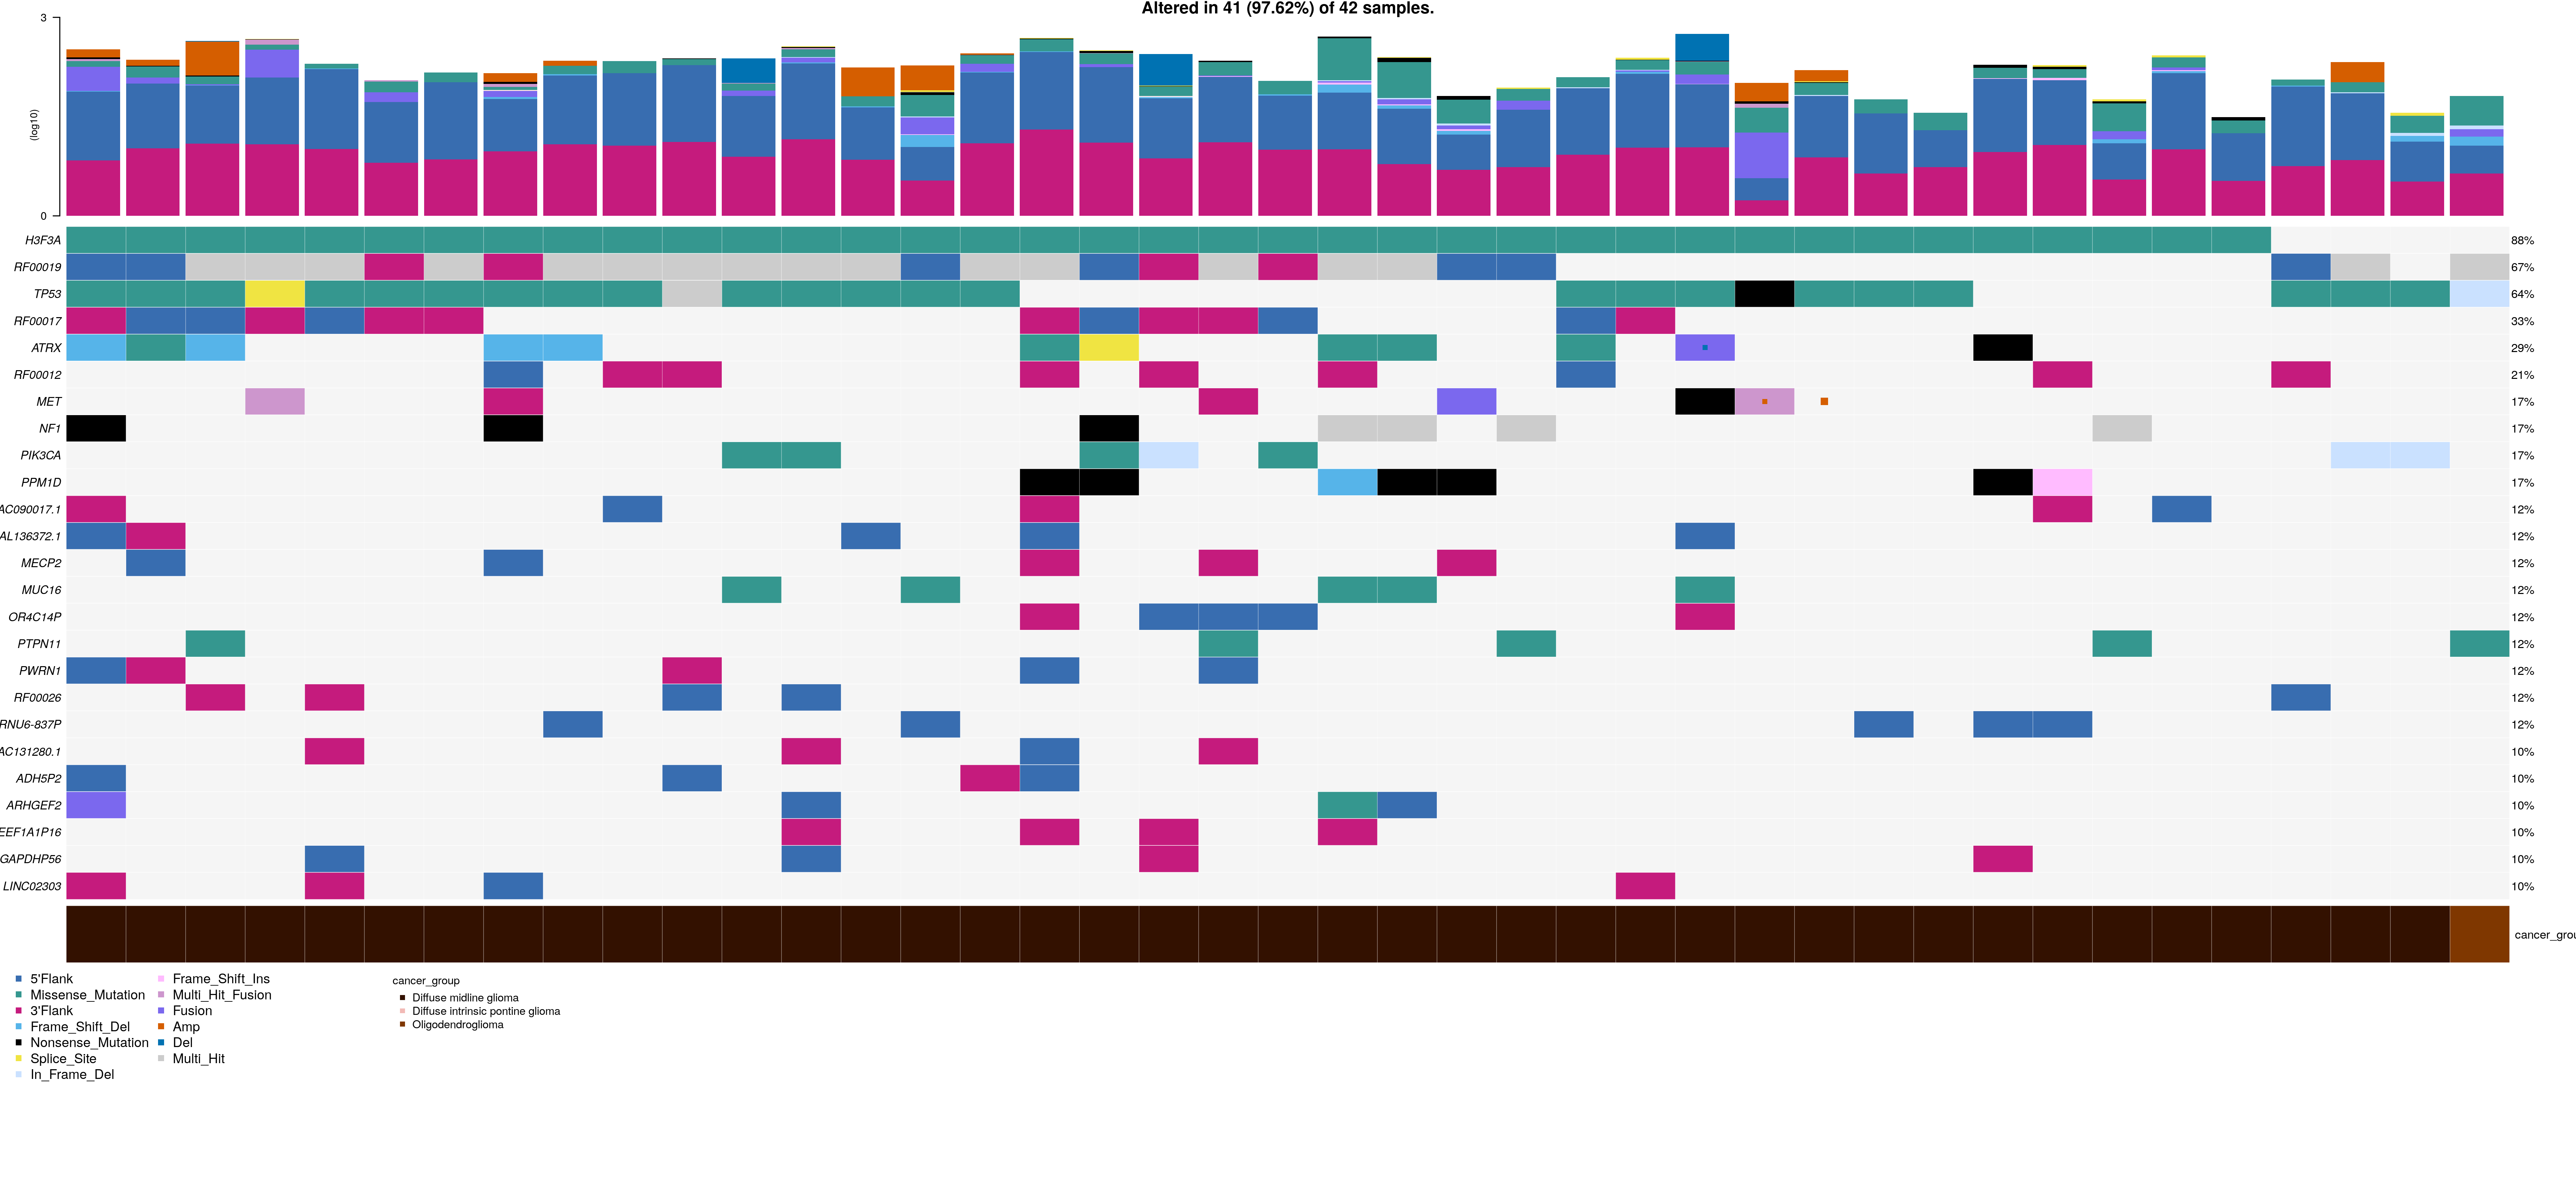 Altered in 41 (97.62%) of 42 samples.
3
(log10)
0
H3F3A 88%
RF00019 67%
TP53 64%
RF00017 33%
ATRX 29%
RF00012 21%
MET 17%
NF1 17%
PIK3CA 17%
PPM1D 17%
AC090017.1 12%
AL136372.1 12%
MECP2 12%
MUC16 12%
OR4C14P 12%
PTPN11 12%
PWRN1 12%
RF00026 12%
RNU6-837P 12%
AC131280.1 10%
ADH5P2 10%
ARHGEF2 10%
EEF1A1P16 10%
GAPDHP56 10%
LINC02303 10%
cancer_grou
5'Flank
Missense_Mutation
3'Flank
Frame_Shift_Del
Nonsense_Mutation
Splice_Site
In_Frame_Del
Frame_Shift_Ins
Multi_Hit_Fusion
Fusion
Amp
Del
Multi_Hit
cancer_group
Diffuse midline glioma
Diffuse intrinsic pontine glioma
Oligodendroglioma